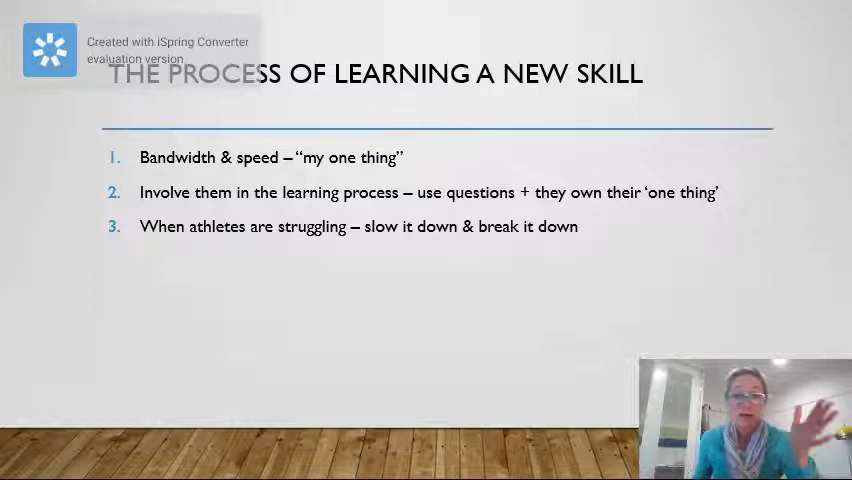 Created with iSpring Converter
evaluation version
THE PROCESS OF LEARNING A NEW SKILL
1. Bandwidth & speed – “my one thing”
2. Involve them in the learning process – use questions + they own their ‘one thing’
3. When athletes are struggling – slow it down & break it down